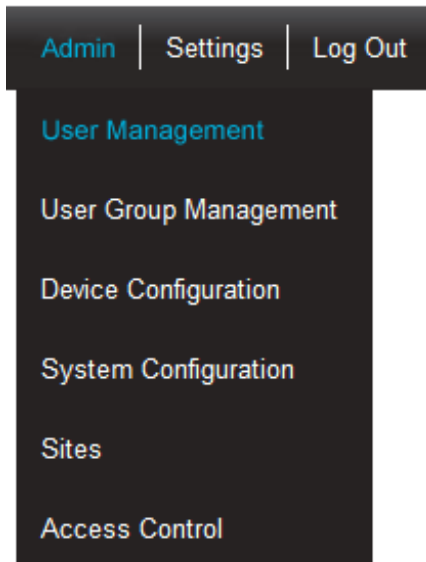 Admin | Settings | Log Out
User Management
User Group Management
Device Configuration
System Configuration
Sites
Access Control